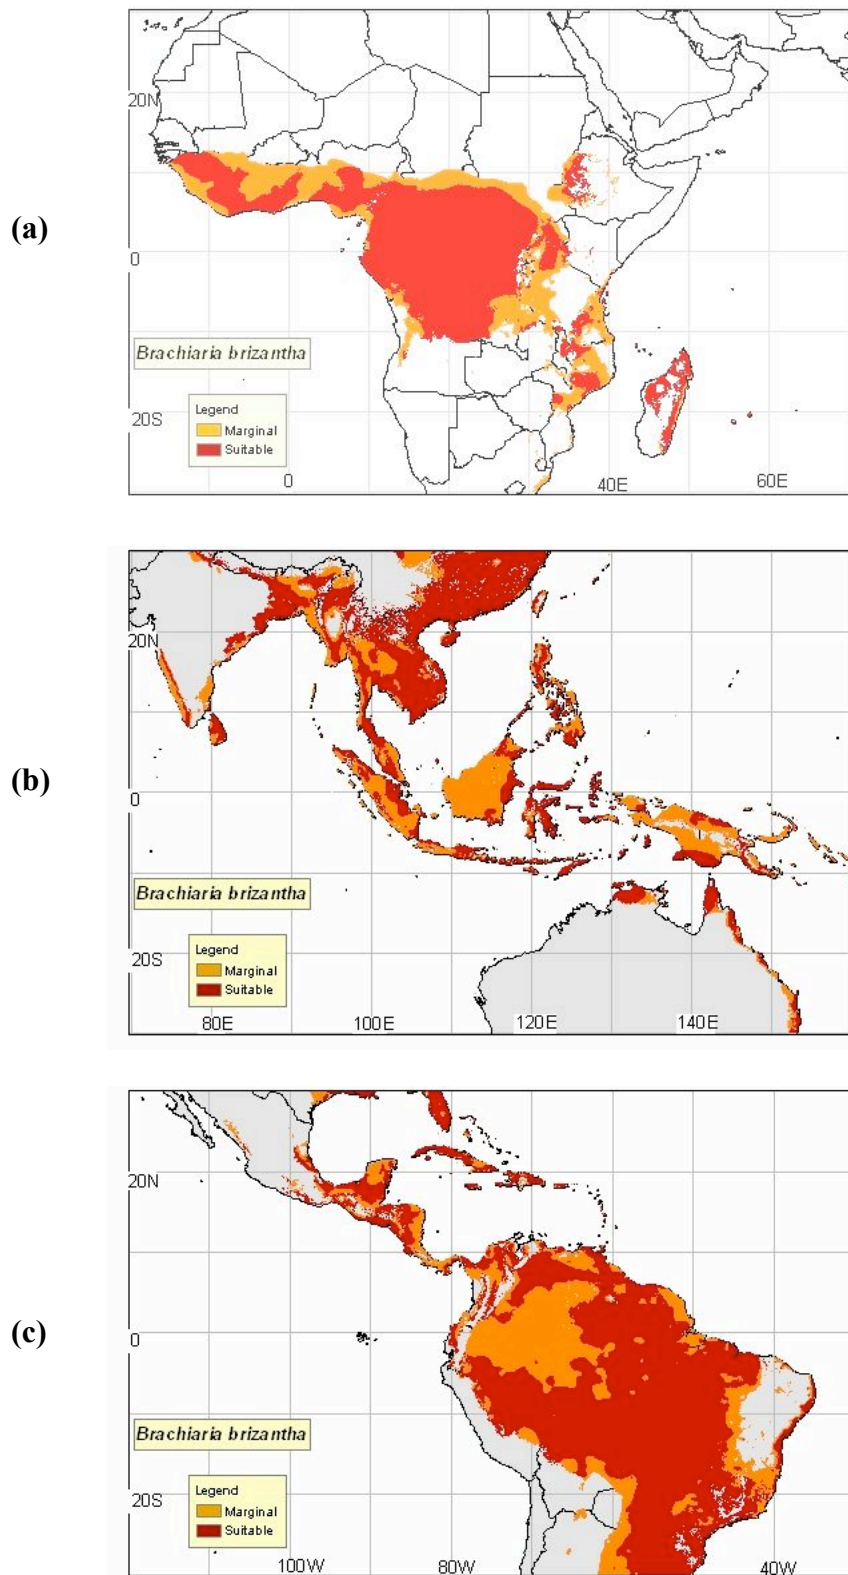 (a)
20N
0
20S
Brachiaria brizantha
Legend
Marginal
Suitable
0
40E
60E
(b)
20N
0
20S
Brachiaria brizantha
Legend
Marginal
Suitable
80E
100E
120E
140E
(c)
20N
0
20S
Brachiaria brizantha
Legend
Marginal
Suitable
100W
80W
40W